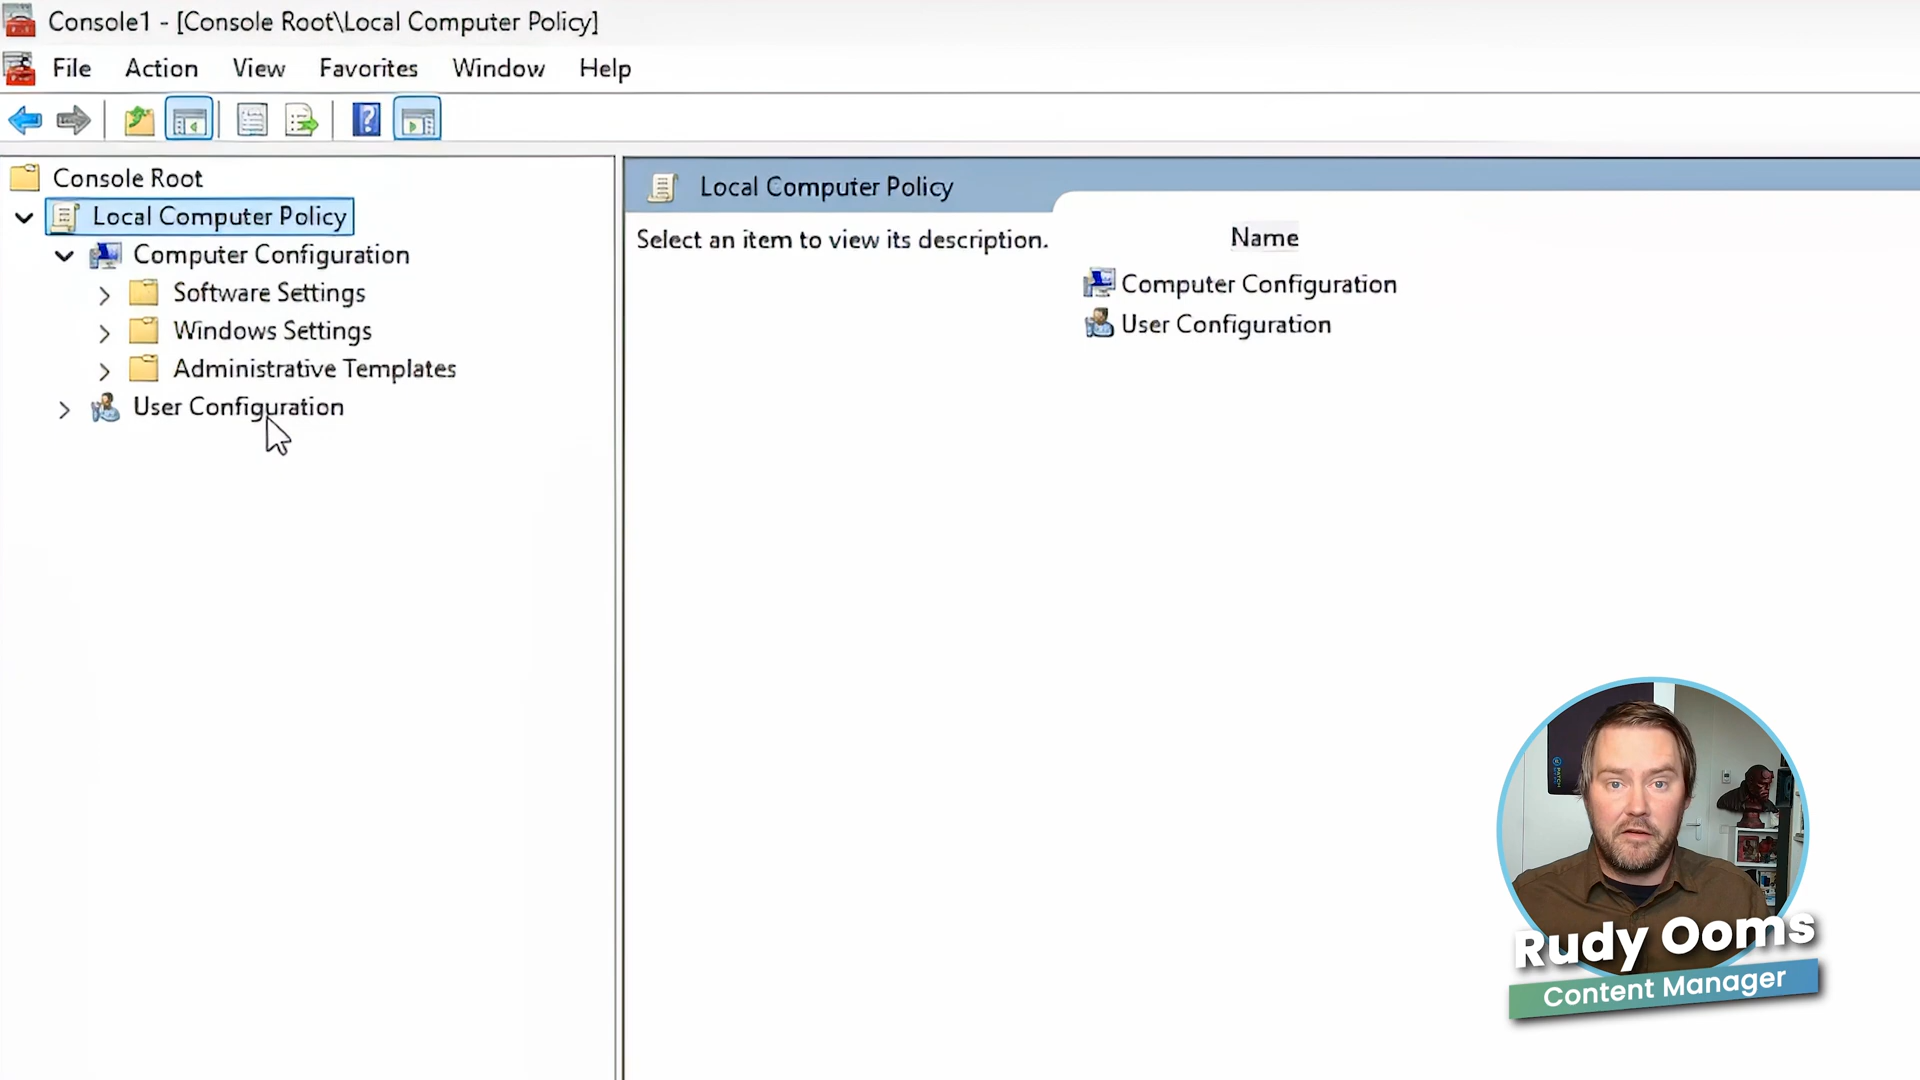 Console1 - [Console Root\Local Computer Policy]
File Action View Favorites Window Help
Console Root
Local Computer Policy
Computer Configuration
Software Settings
Windows Settings
Administrative Templates
User Configuration
Local Computer Policy
Select an item to view its description.
Name
Computer Configuration
User Configuration
Rudy Ooms
Content Manager